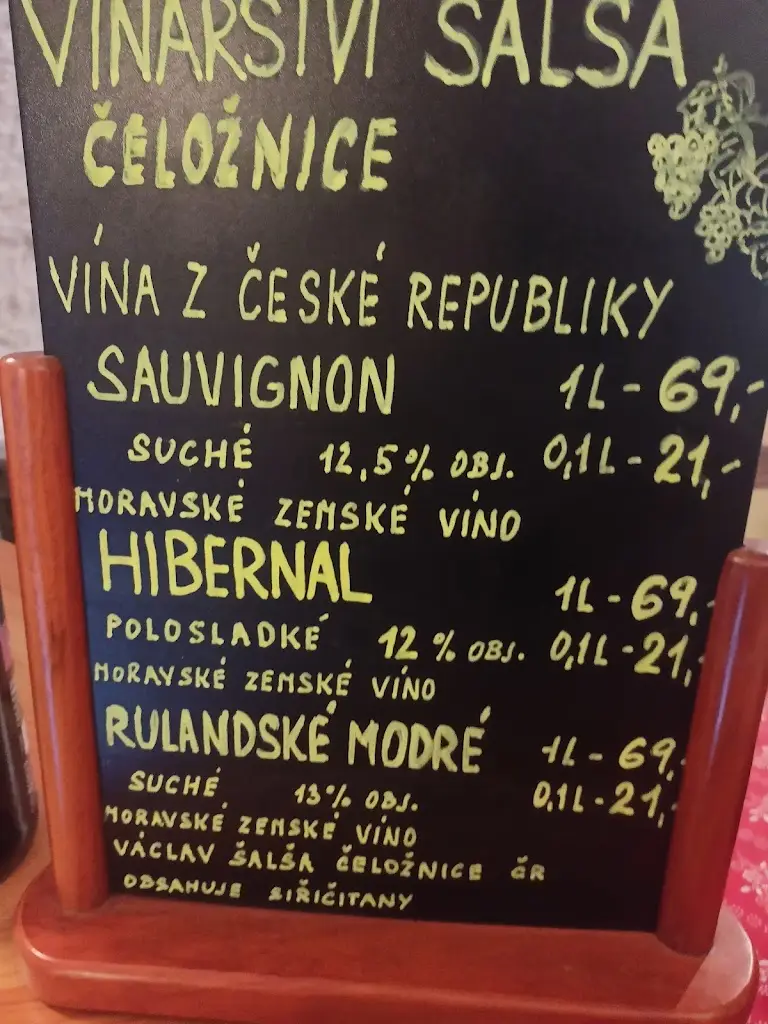 VINAŘSTVÍ ŠALŠA
ČELOŽNICE
VÍNA Z ČESKÉ REPUBLIKY
SAUVIGNON 1L - 69,-
SUCHÉ 12,5% OBJ. 0,1L - 21,-
MORAVSKÉ ZEMSKÉ VÍNO
HIBERNAL 1L - 69,-
POLOSLADKÉ 12 % OBJ. 0,1L - 21,-
MORAVSKÉ ZEMSKÉ VÍNO
RULANDSKÉ MODRÉ 1L - 69,-
SUCHÉ 13% OBJ. 0,1L - 21,-
MORAVSKÉ ZEMSKÉ VÍNO
VÁCLAV ŠALŠA ČELOŽNICE ČR
OBSAHUJE SIŘIČITANY